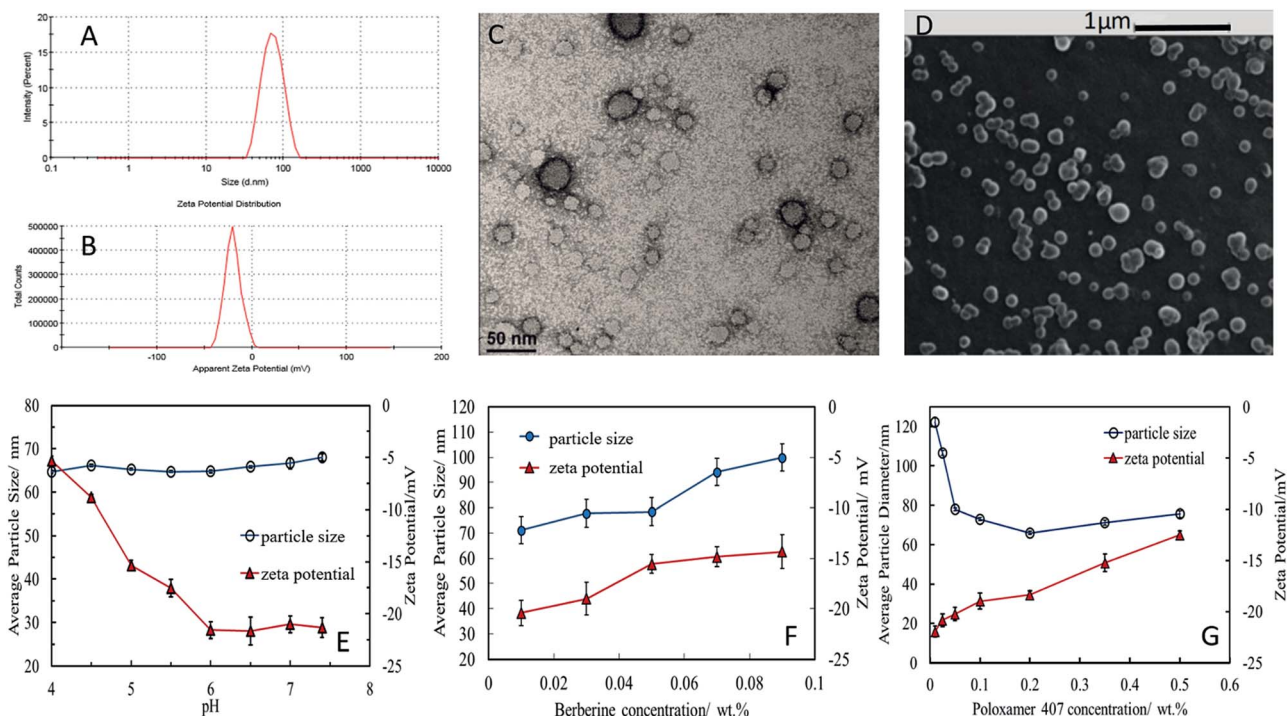 A
Intensity (Percent)
20
15
10
5
0
0.1 1 10 100 1000 10000
Size (d.nm)
Zeta Potential Distribution
B
Total Counts
500000
400000
300000
200000
100000
0
-100 0 100 200
Apparent Zeta Potential (mV)
C
50 nm
D
1μm
E
Average Particle Size/ nm
80
70
60
50
40
30
20
0
-5
-10
-15
-20
-25
Zeta Potential/mV
particle size
zeta potential
4 5 6 7 8
pH
F
Average Particle Size/ nm
120
110
100
90
80
70
60
50
40
30
20
0
-5
-10
-15
-20
-25
Zeta Potential/ mV
particle size
zeta potential
0 0.02 0.04 0.06 0.08 0.1
Berberine concentration/ wt.%
G
Average Particle Diameter/nm
120
100
80
60
40
20
0
0
-5
-10
-15
-20
-25
Zeta Potential/mV
particle size
zeta potential
0 0.1 0.2 0.3 0.4 0.5 0.6
Poloxamer 407 concentration/ wt.%